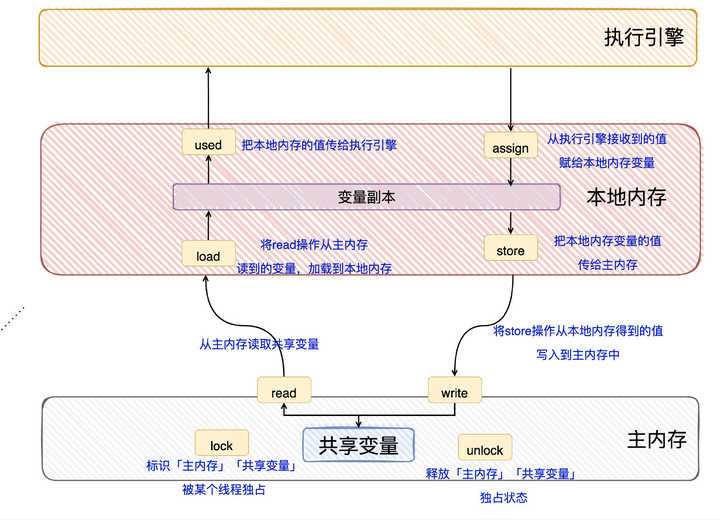 执行引擎
used
把本地内存的值传给执行引擎
assign
从执行引擎接收到的值
赋给本地内存变量
变量副本
本地内存
load
将read操作从主内存
读到的变量，加载到本地内存
store
把本地内存变量的值
传给主内存
从主内存读取共享变量
将store操作从本地内存得到的值
写入到主内存中
read
write
lock
标识「主内存」「共享变量」
被某个线程独占
共享变量
unlock
释放「主内存」「共享变量」
独占状态
主内存